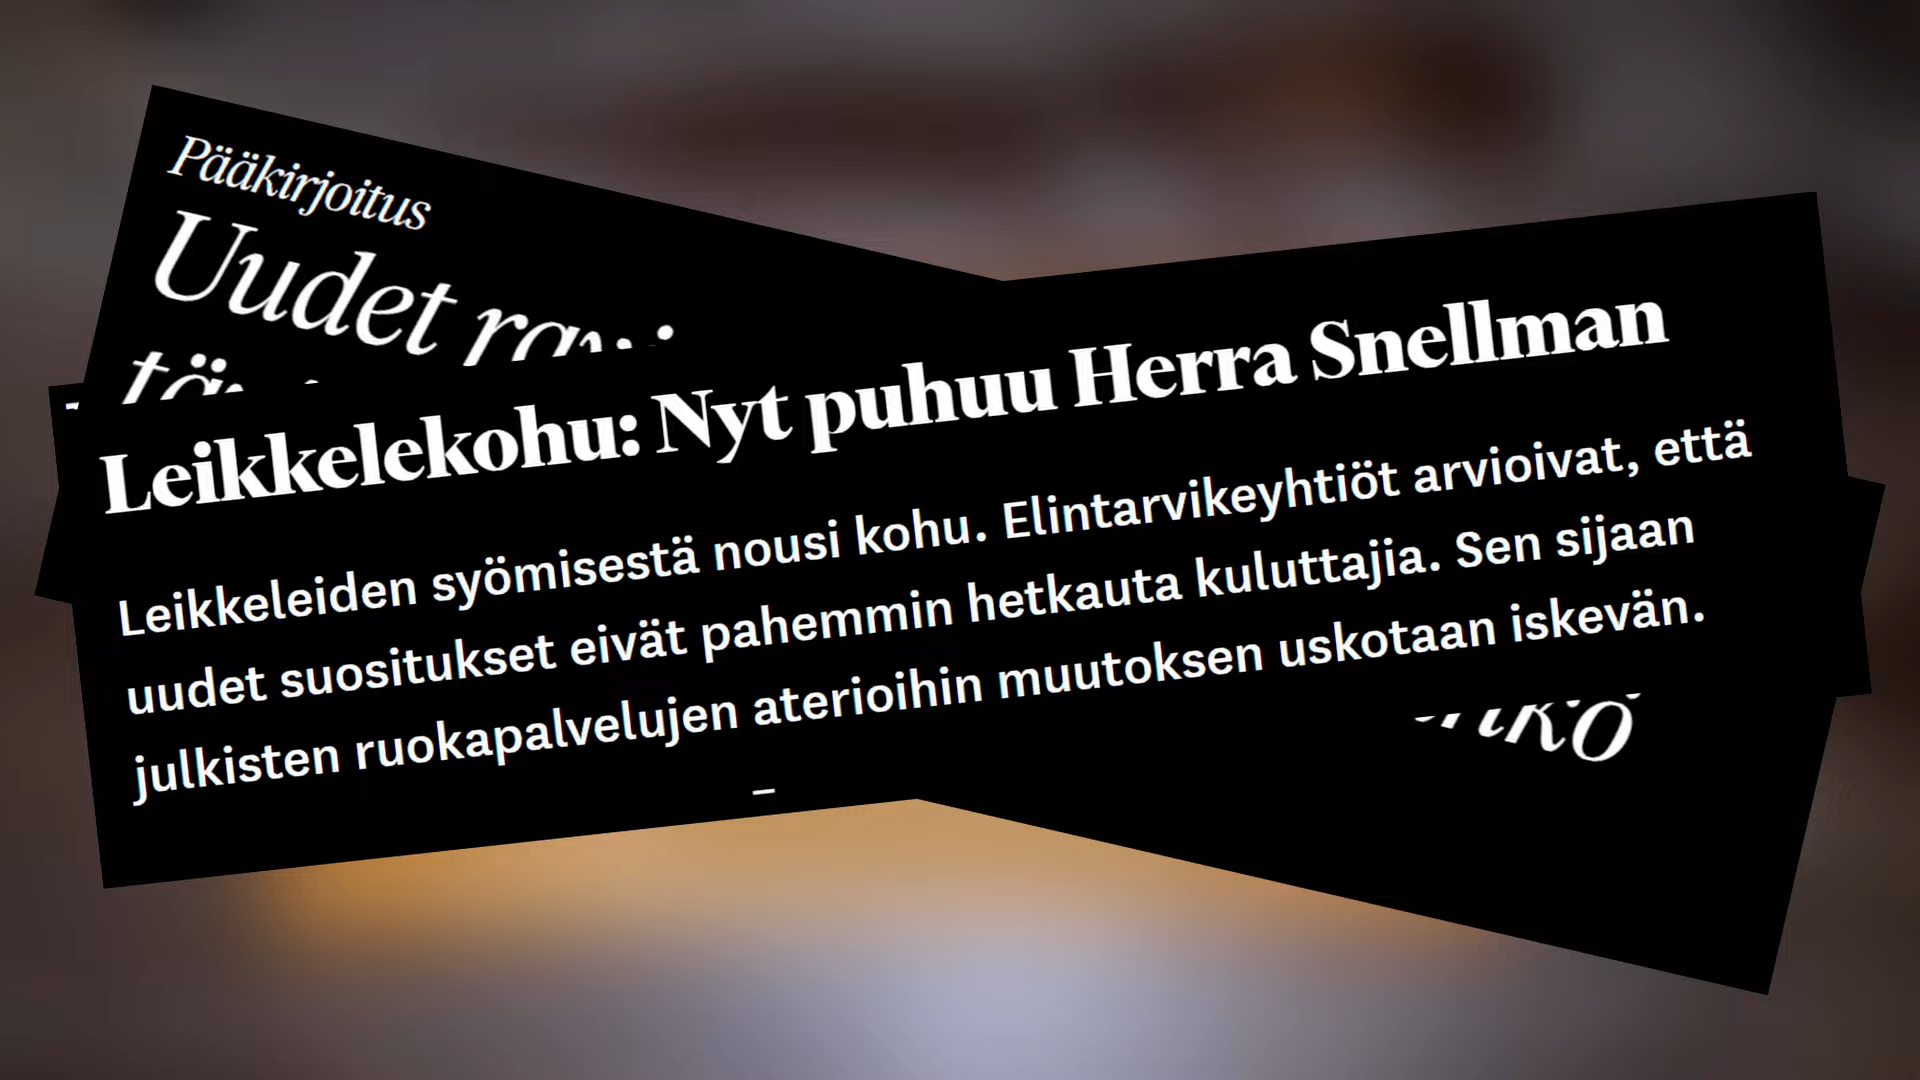 Pääkirjoitus
Uudet
Leikkelekohu: Nyt puhuu Herra Snellman
Leikkeleiden syömisestä nousi kohu. Elintarvikeyhtiöt arvioivat, että
uudet suositukset eivät pahemmin hetkauta kuluttajia. Sen sijaan
julkisten ruokapalvelujen aterioihin muutoksen uskotaan iskevän.